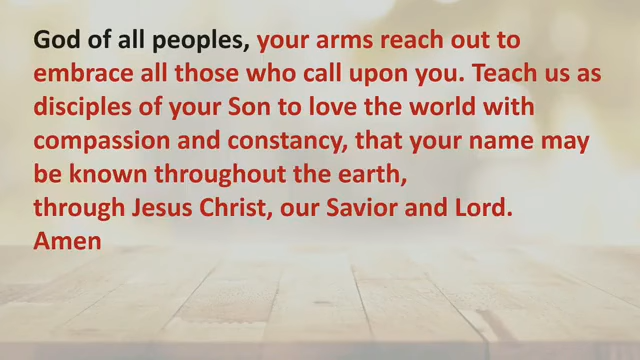 God of all peoples, your arms reach out to
embrace all those who call upon you. Teach us as
disciples of your Son to love the world with
compassion and constancy, that your name may
be known throughout the earth,
through Jesus Christ, our Savior and Lord.
Amen